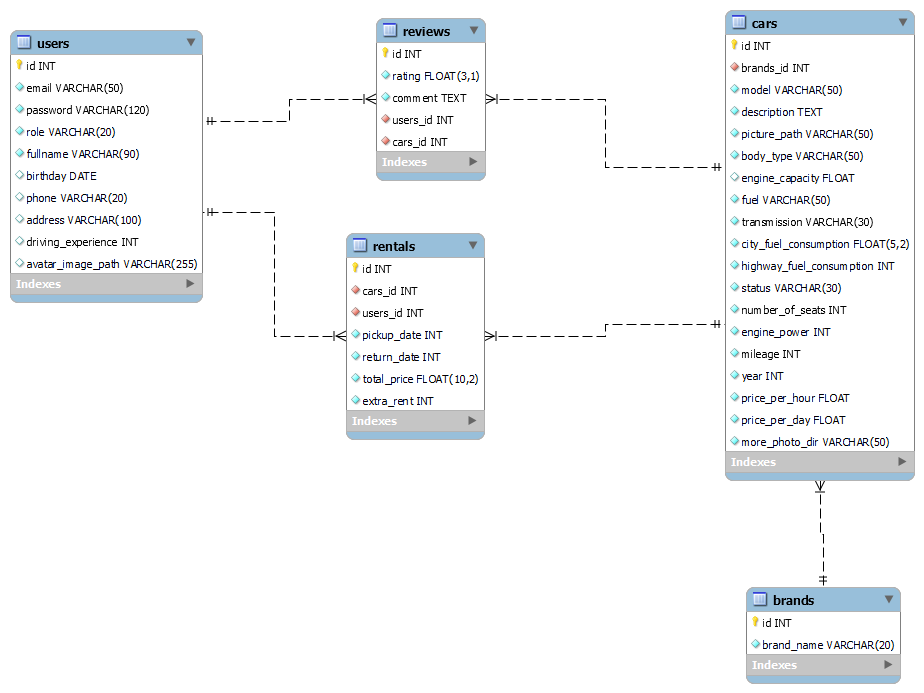 users
id INT
email VARCHAR(50)
password VARCHAR(120)
role VARCHAR(20)
fullname VARCHAR(90)
birthday DATE
phone VARCHAR(20)
address VARCHAR(100)
driving_experience INT
avatar_image_path VARCHAR(255)
Indexes
reviews
id INT
rating FLOAT(3,1)
comment TEXT
users_id INT
cars_id INT
Indexes
rentals
id INT
cars_id INT
users_id INT
pickup_date INT
return_date INT
total_price FLOAT(10,2)
extra_rent INT
Indexes
cars
id INT
brands_id INT
model VARCHAR(50)
description TEXT
picture_path VARCHAR(50)
body_type VARCHAR(50)
engine_capacity FLOAT
fuel VARCHAR(50)
transmission VARCHAR(30)
city_fuel_consumption FLOAT(5,2)
highway_fuel_consumption INT
status VARCHAR(30)
number_of_seats INT
engine_power INT
mileage INT
year INT
price_per_hour FLOAT
price_per_day FLOAT
more_photo_dir VARCHAR(50)
Indexes
brands
id INT
brand_name VARCHAR(20)
Indexes